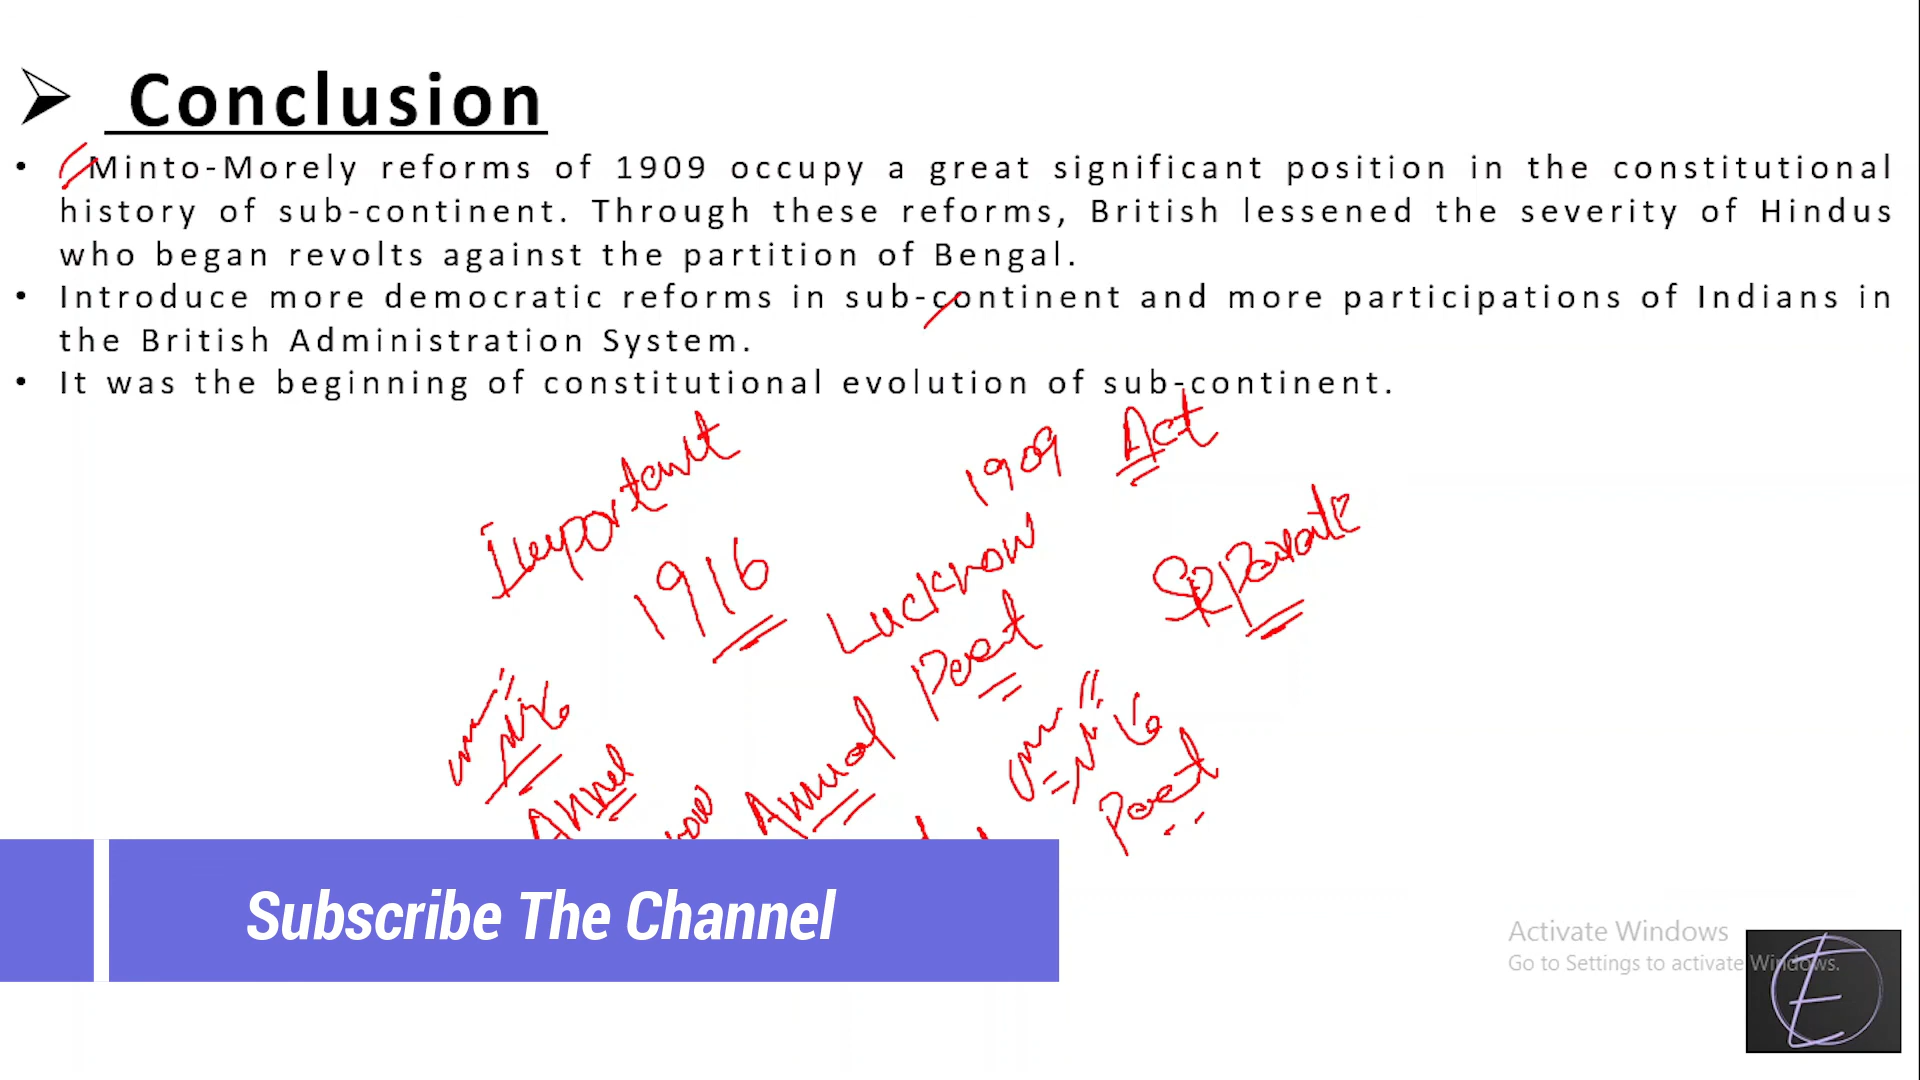 ➢ Conclusion
• Minto-Morely reforms of 1909 occupy a great significant position in the constitutional
history of sub-continent. Through these reforms, British lessened the severity of Hindus
who began revolts against the partition of Bengal.
• Introduce more democratic reforms in sub-continent and more participations of Indians in
the British Administration System.
• It was the beginning of constitutional evolution of sub-continent.
Important
1909 Act
1916
Lucknow
Pact
Separate
Annual
Pact
Subscribe The Channel
Activate Windows
Go to Settings to activate Windows.
E